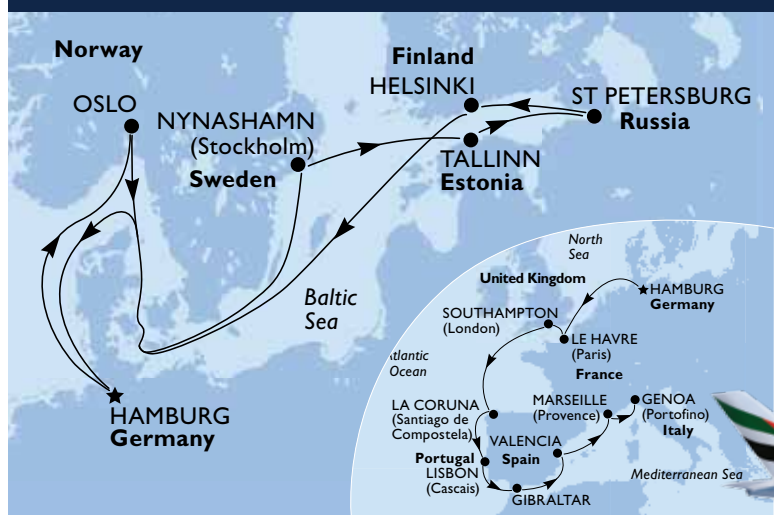 Norway
OSLO
NYNASHAMN
(Stockholm)
Sweden
Finland
HELSINKI
ST PETERSBURG
Russia
TALLINN
Estonia
Baltic
Sea
HAMBURG
Germany
North
Sea
United Kingdom
HAMBURG
Germany
SOUTHAMPTON
(London)
LE HAVRE
(Paris)
France
tlantic
Ocean
LA CORUNA
(Santiago de
Compostela)
MARSEILLE
(Provence)
GENOA
(Portofino)
Italy
VALENCIA
Spain
Portugal
LISBON
(Cascais)
GIBRALTAR
Mediterranean Sea